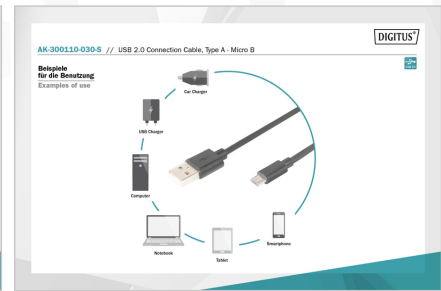 DIGITUS®
AK-300110-030-S // USB 2.0 Connection Cable, Type A - Micro B
Beispiele
für die Benutzung
Examples of use
Car Charger
USB Charger
Computer
Notebook
Tablet
Smartphone